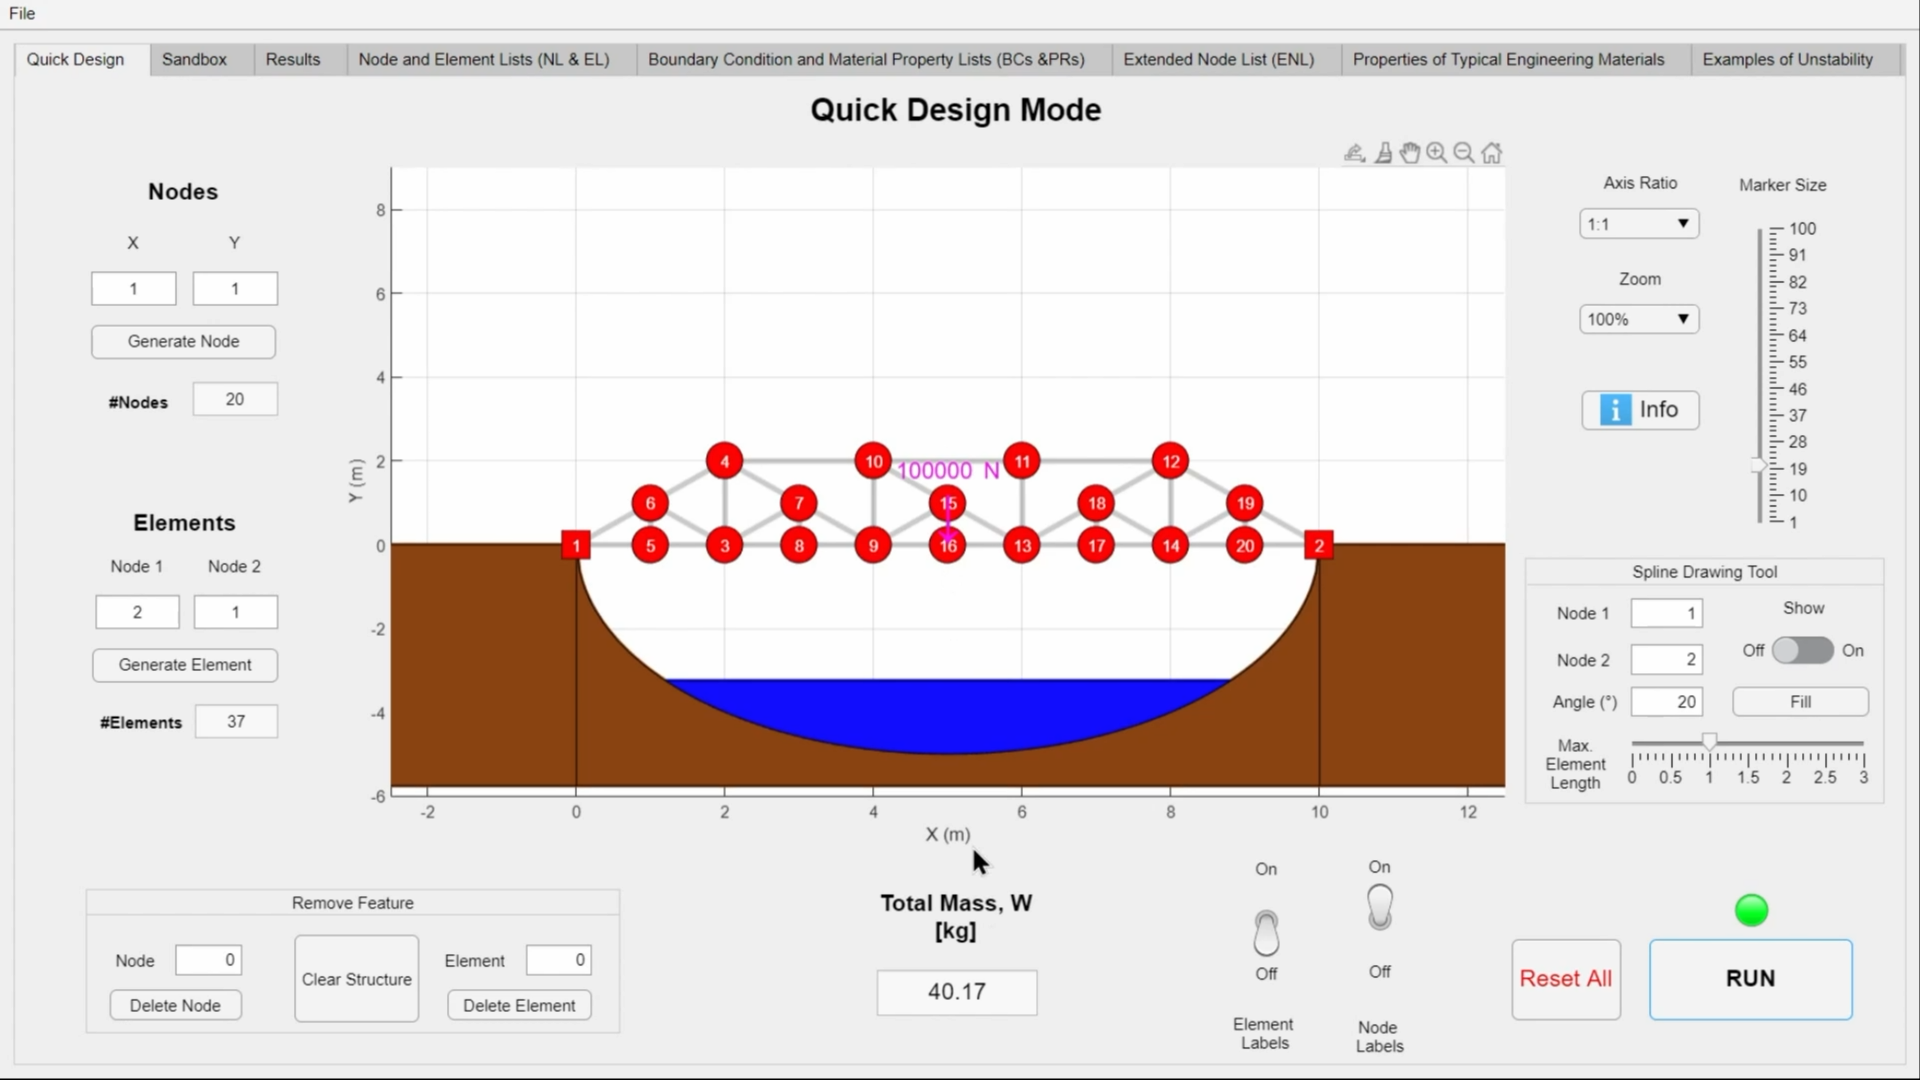 File
Quick Design
Sandbox
Results
Node and Element Lists (NL & EL)
Boundary Condition and Material Property Lists (BCs &PRs)
Extended Node List (ENL)
Properties of Typical Engineering Materials
Examples of Unstability
Quick Design Mode
Nodes
X Y
1 1
Generate Node
#Nodes 20
Elements
Node 1 Node 2
2 1
Generate Element
#Elements 37
Y (m)
8
6
4
2
0
-2
-4
-6
4 10 11 12
100000 N
6 7 15 18 19
1 5 3 8 9 16 13 17 14 20 2
-2 0 2 4 6 8 10 12
X (m)
Axis Ratio
1:1
Zoom
100%
i Info
Marker Size
100
91
82
73
64
55
46
37
28
19
10
1
Spline Drawing Tool
Node 1 1
Show
Off On
Node 2 2
Angle (°) 20
Fill
Max.
Element
Length
0 0.5 1 1.5 2 2.5 3
Remove Feature
Node 0
Delete Node
Clear Structure
Element 0
Delete Element
Total Mass, W
[kg]
40.17
On
Off
Element
Labels
On
Off
Node
Labels
Reset All
RUN